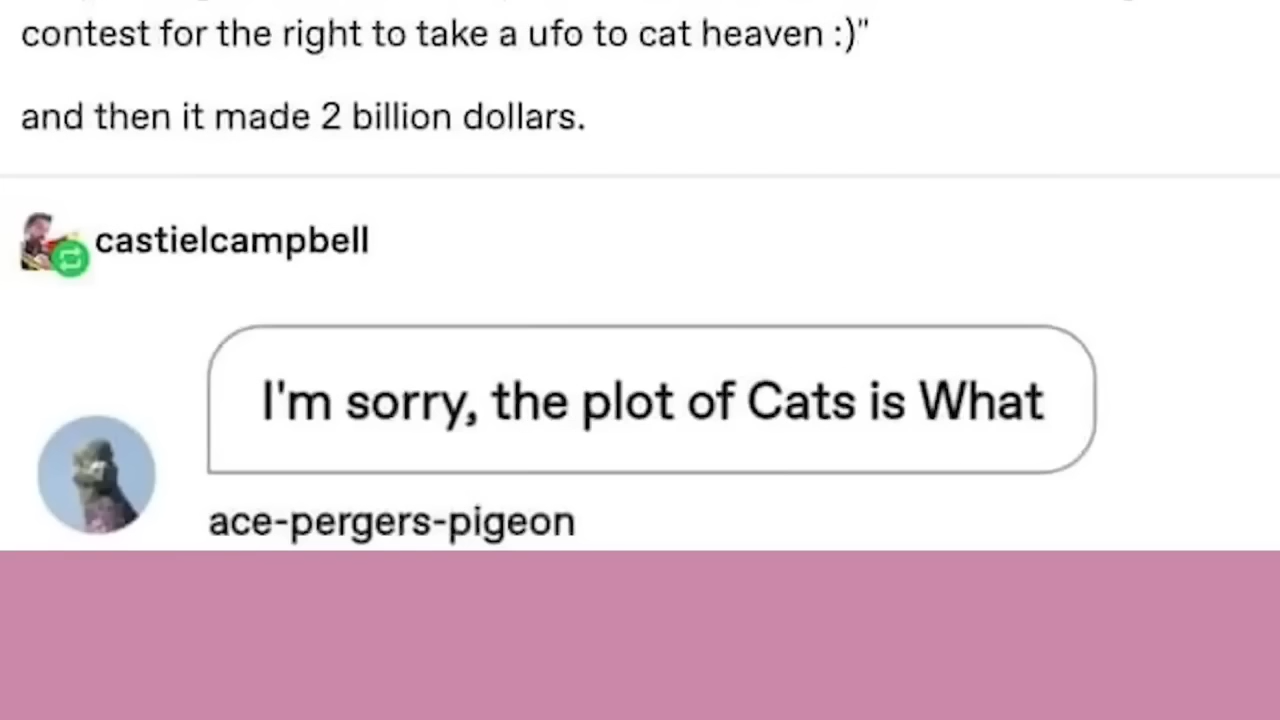 contest for the right to take a ufo to cat heaven :)"
and then it made 2 billion dollars.
castielcampbell
I'm sorry, the plot of Cats is What
ace-pergers-pigeon